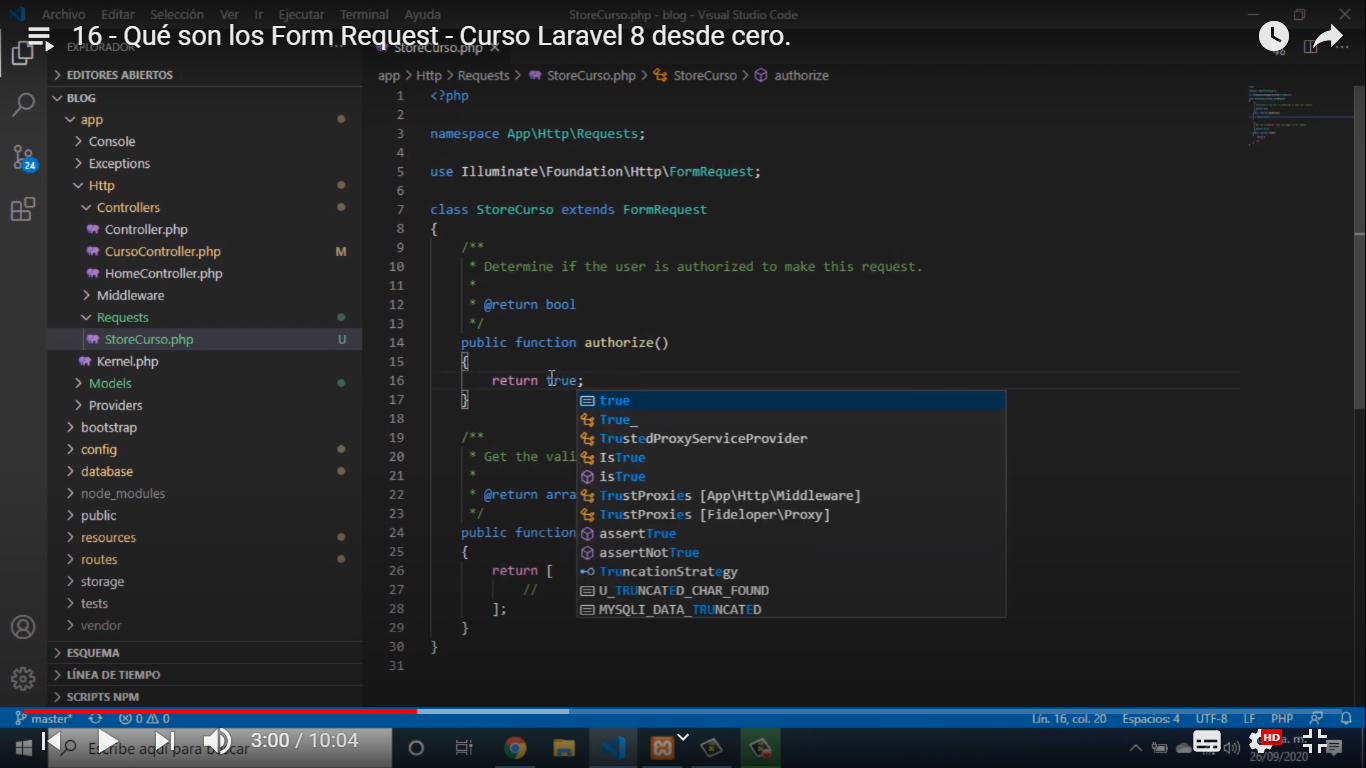 Archivo Editar Selección Ver Ir Ejecutar Terminal Ayuda
StoreCurso.php - blog - Visual Studio Code
16 - Qué son los Form Request - Curso Laravel 8 desde cero.
EXPLORADOR
StoreCurso.php
EDITORES ABIERTOS
BLOG
app
Console
Exceptions
Http
Controllers
Controller.php
CursoController.php M
HomeController.php
Middleware
Requests
StoreCurso.php U
Kernel.php
Models
Providers
bootstrap
config
database
node_modules
public
resources
routes
storage
tests
vendor
ESQUEMA
LÍNEA DE TIEMPO
SCRIPTS NPM
24
app > Http > Requests > StoreCurso.php > StoreCurso > authorize
1 <?php
2
3 namespace App\Http\Requests;
4
5 use Illuminate\Foundation\Http\FormRequest;
6
7 class StoreCurso extends FormRequest
8 {
9 /**
10 * Determine if the user is authorized to make this request.
11 *
12 * @return bool
13 */
14 public function authorize()
15 {
16 return true;
17 }
18
19 /**
20 * Get the vali
21 *
22 * @return arra
23 */
24 public function
25 {
26 return [
27 //
28 ];
29 }
30 }
31
true
True_
TrustedProxyServiceProvider
IsTrue
isTrue
TrustProxies [App\Http\Middleware]
TrustProxies [Fideloper\Proxy]
assertTrue
assertNotTrue
TruncationStrategy
U_TRUNCATED_CHAR_FOUND
MYSQLI_DATA_TRUNCATED
master* 0 0
Lín. 16, col. 20 Espacios: 4 UTF-8 LF PHP
3:00 / 10:04
Escribe aquí para buscar
HD
a. m.
26/09/2020